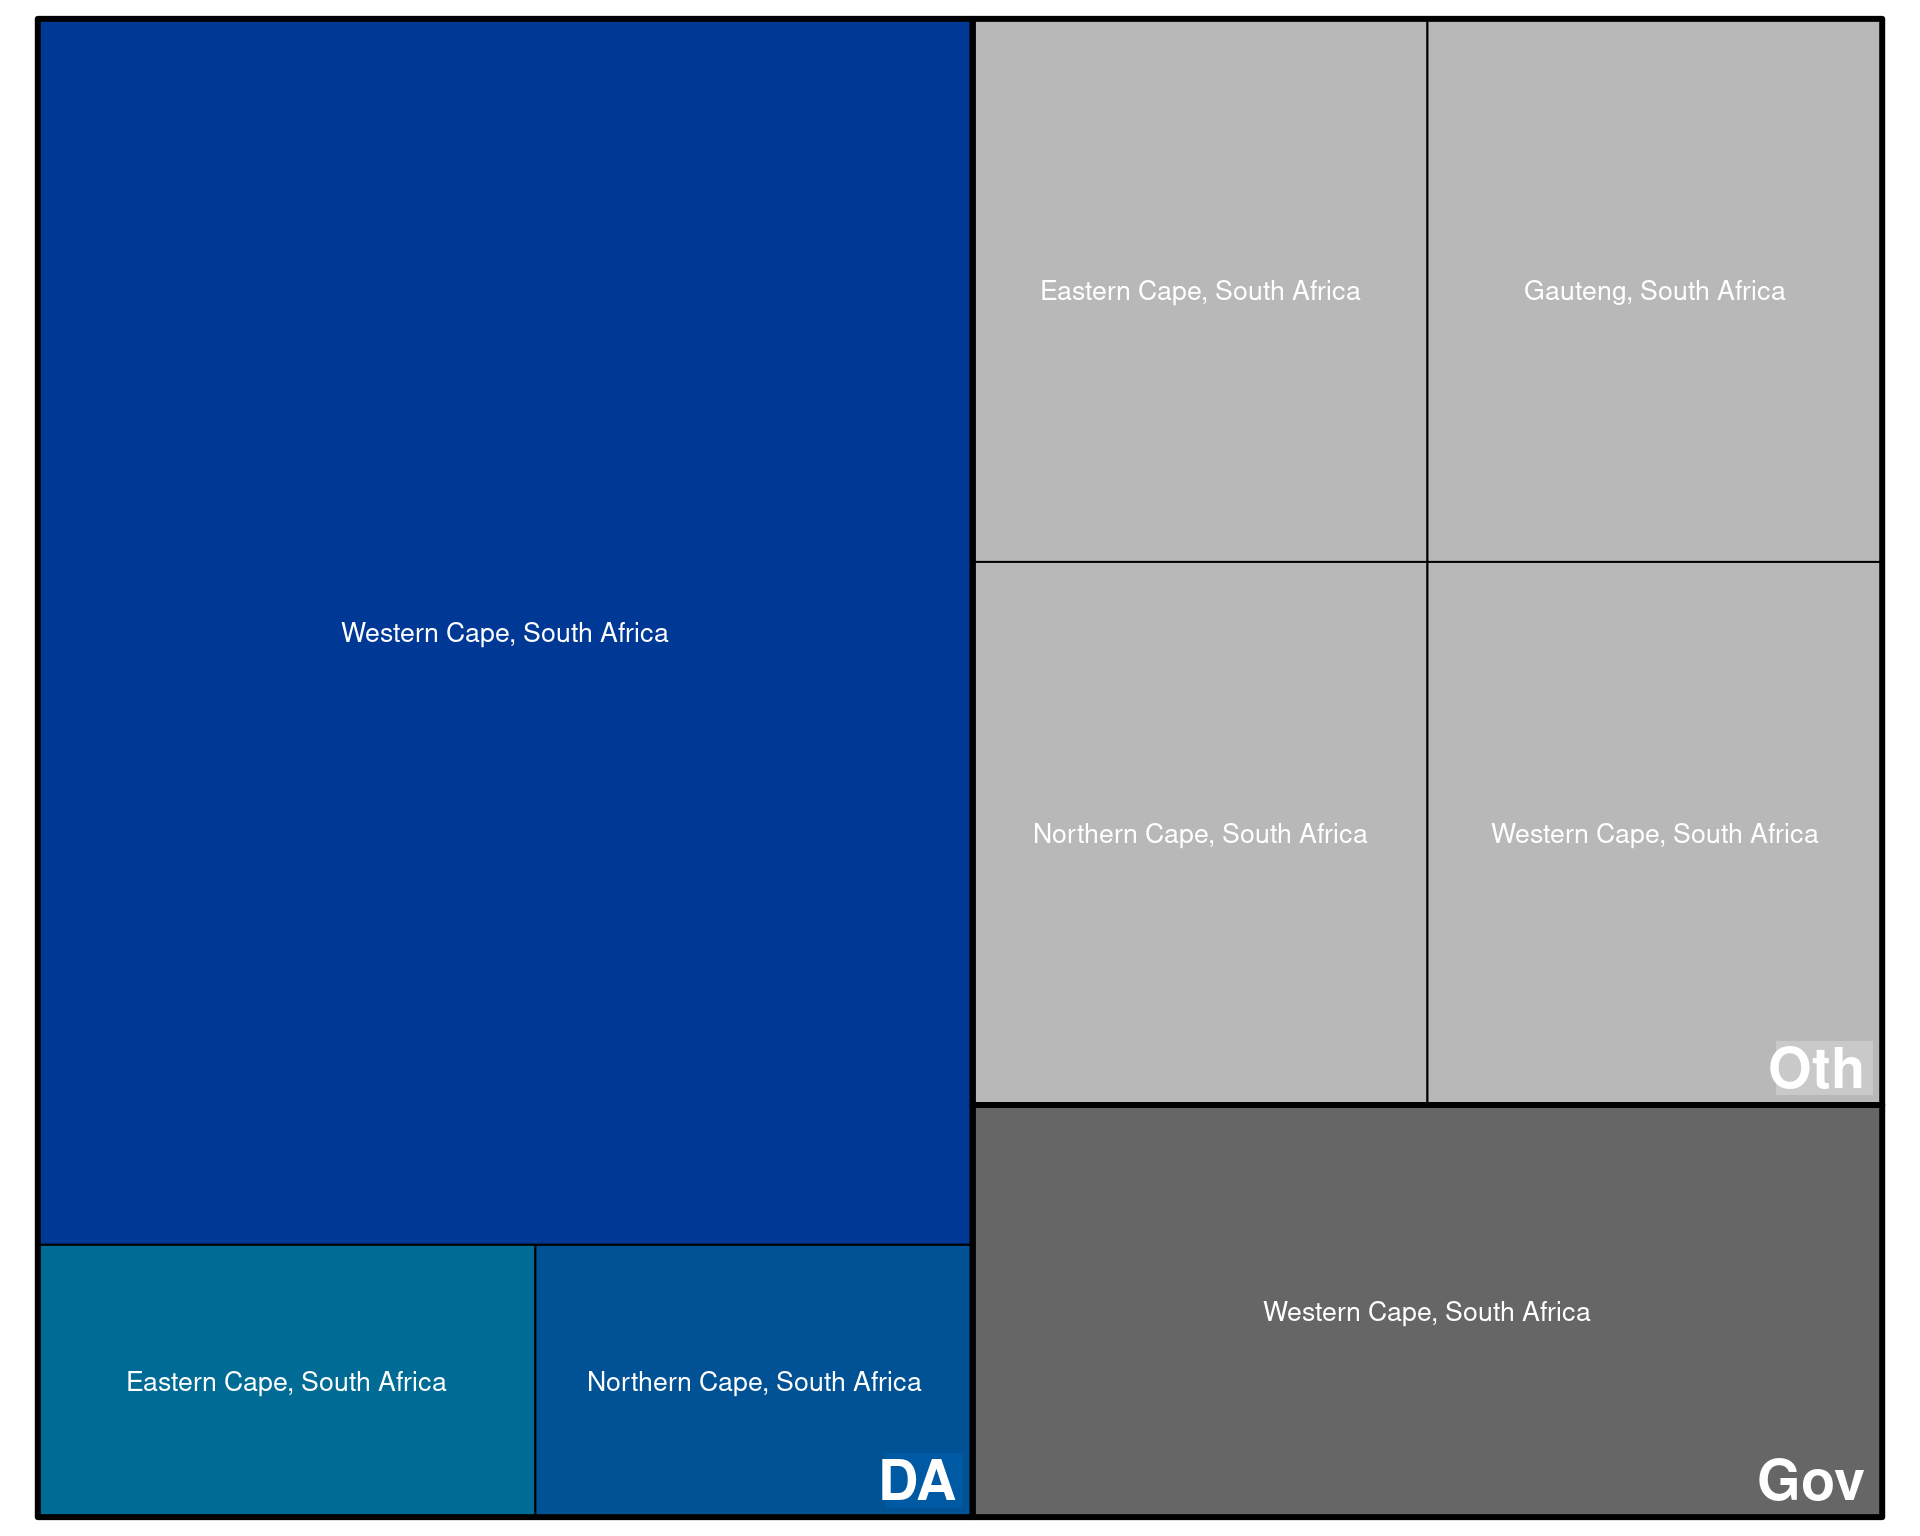 Western Cape, South Africa
Eastern Cape, South Africa
Northern Cape, South Africa
DA
Eastern Cape, South Africa
Gauteng, South Africa
Northern Cape, South Africa
Western Cape, South Africa
Oth
Western Cape, South Africa
Gov